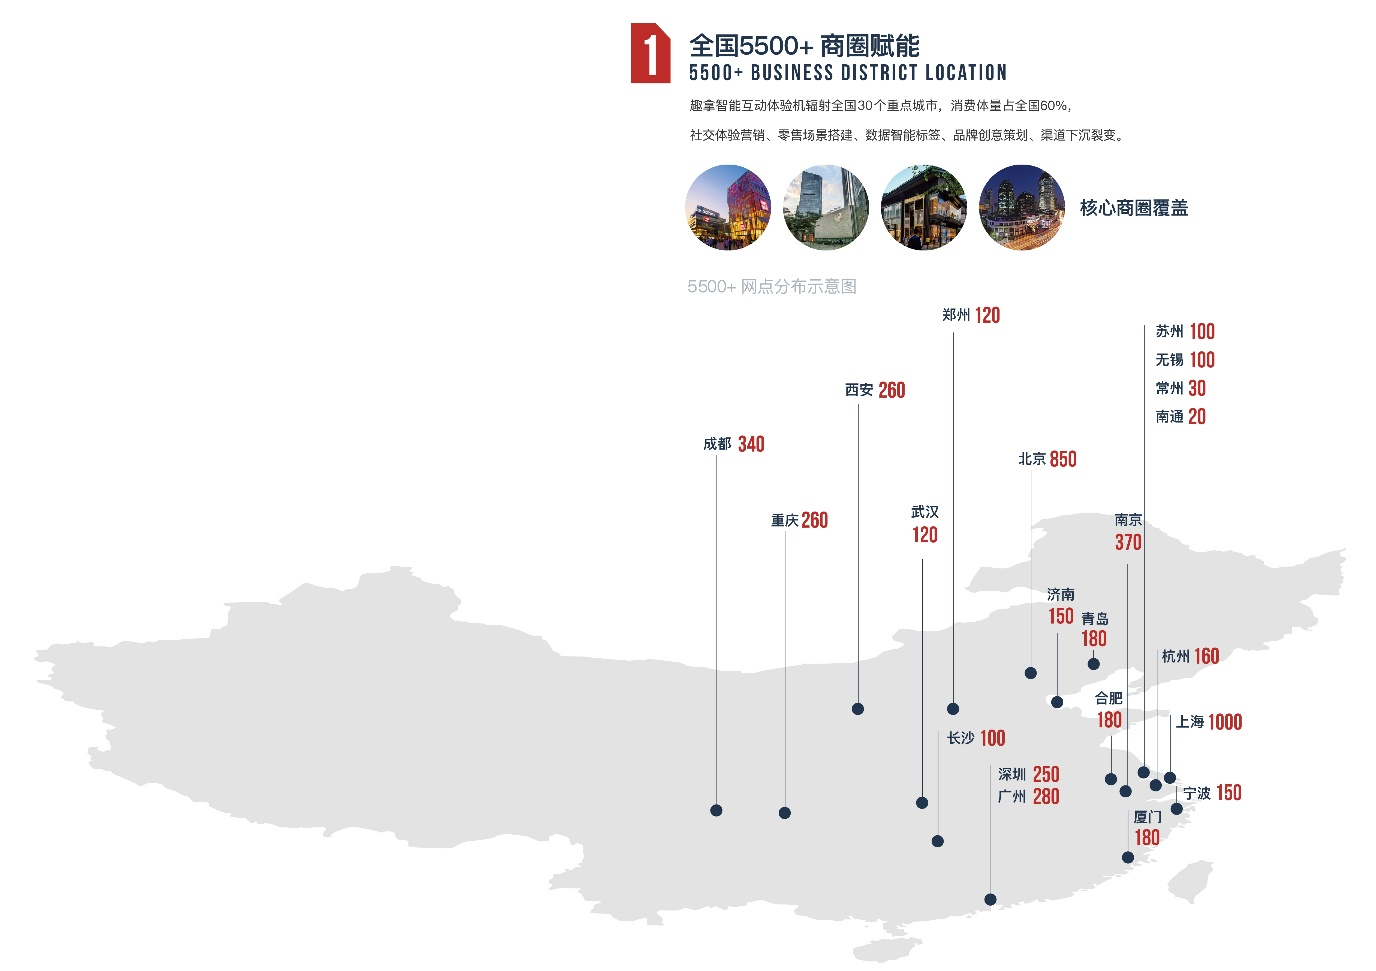 1
全国5500+ 商圈赋能
5500+ BUSINESS DISTRICT LOCATION
趣拿智能互动体验机辐射全国30个重点城市，消费体量占全国60%，
社交体验营销、零售场景搭建、数据智能标签、品牌创意策划、渠道下沉裂变。
核心商圈覆盖
5500+ 网点分布示意图
郑州 120
苏州 100
无锡 100
常州 30
南通 20
西安 260
成都 340
北京 850
重庆 260
武汉
120
南京
370
济南
150
青岛
180
杭州 160
合肥
180
上海 1000
长沙 100
深圳 250
广州 280
宁波 150
厦门
180